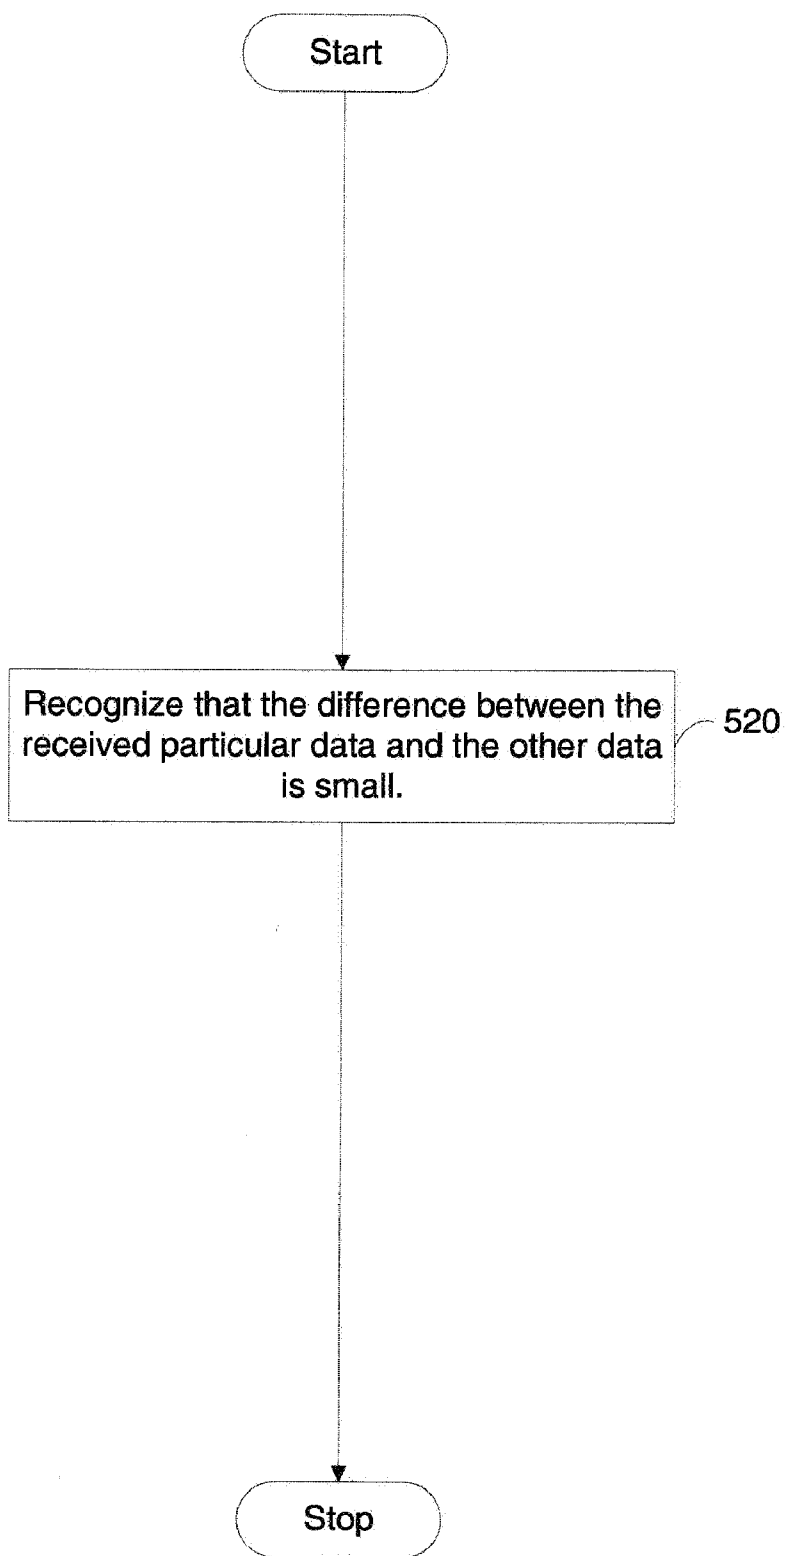 Start
Recognize that the difference between the
received particular data and the other data
is small.
520
Stop